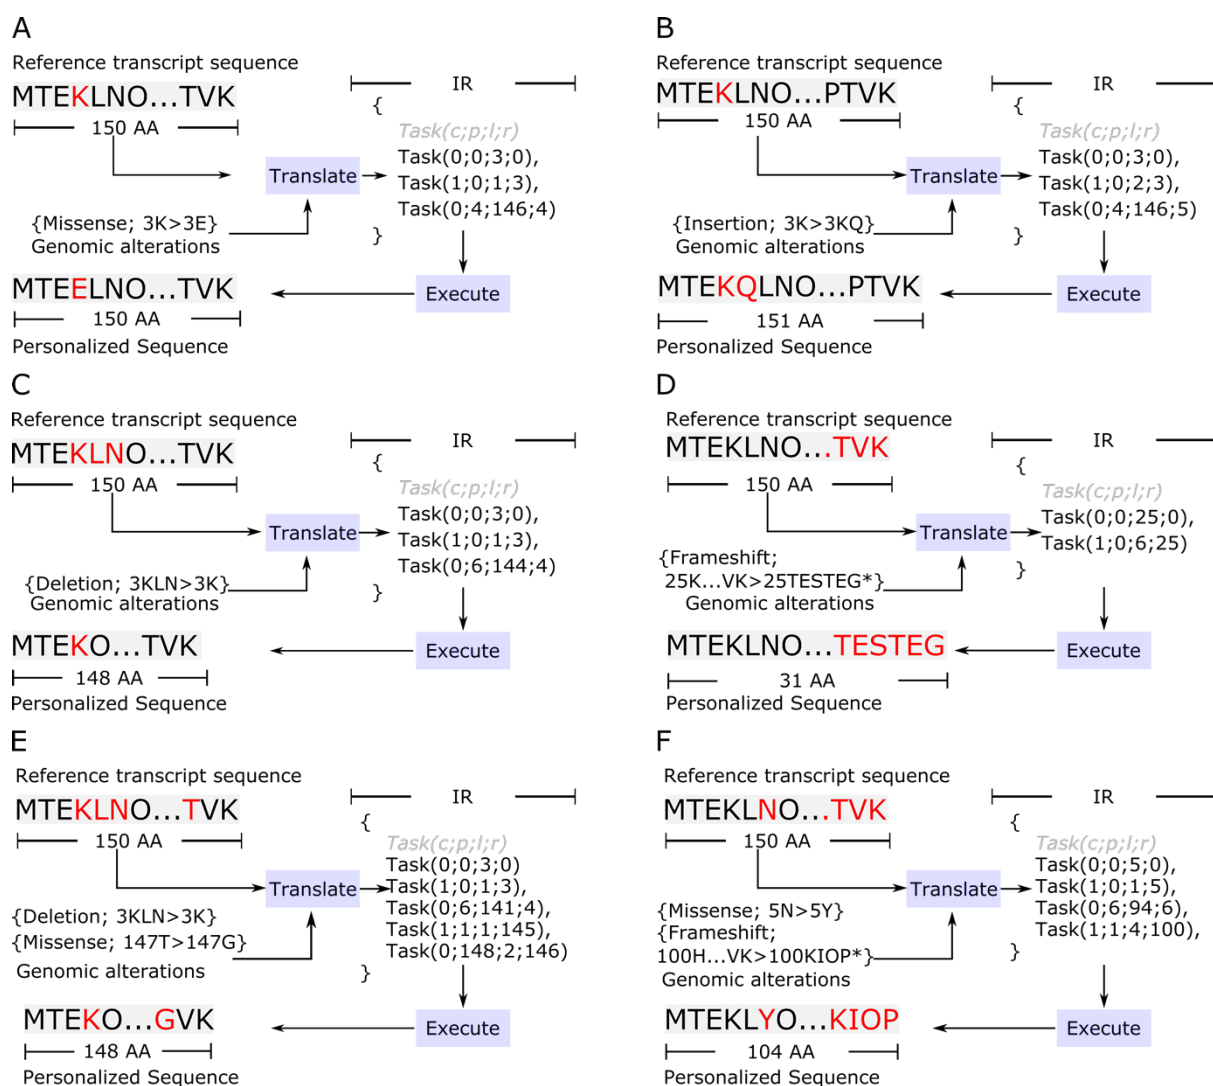 A
Reference transcript sequence
MTEKLNO...TVK
150 AA
IR
{
Task(c;p;l;r)
Task(0;0;3;0),
Task(1;0;1;3),
Task(0;4;146;4)
}
Translate
{Missense; 3K>3E}
Genomic alterations
Execute
MTEELNO...TVK
150 AA
Personalized Sequence
B
Reference transcript sequence
MTEKLNO...PTVK
150 AA
IR
{
Task(c;p;l;r)
Task(0;0;3;0),
Task(1;0;2;3),
Task(0;4;146;5)
}
Translate
{Insertion; 3K>3KQ}
Genomic alterations
Execute
MTEKQLNO...PTVK
151 AA
Personalized Sequence
C
Reference transcript sequence
MTEKLNO...TVK
150 AA
IR
{
Task(c;p;l;r)
Task(0;0;3;0),
Task(1;0;1;3),
Task(0;6;144;4)
}
Translate
{Deletion; 3KLN>3K}
Genomic alterations
Execute
MTEKO...TVK
148 AA
Personalized Sequence
D
Reference transcript sequence
MTEKLNO...TVK
150 AA
IR
{
Task(c;p;l;r)
Task(0;0;25;0),
Task(1;0;6;25)
}
Translate
{Frameshift;
25K...VK>25TESTEG*}
Genomic alterations
Execute
MTEKLNO...TESTEG
31 AA
Personalized Sequence
E
Reference transcript sequence
MTEKLNO...TVK
150 AA
IR
{
Task(c;p;l;r)
Task(0;0;3;0)
Task(1;0;1;3),
Task(0;6;141;4),
Task(1;1;1;145),
Task(0;148;2;146)
}
Translate
{Deletion; 3KLN>3K}
{Missense; 147T>147G}
Genomic alterations
Execute
MTEKO...GVK
148 AA
Personalized Sequence
F
Reference transcript sequence
MTEKLNO...TVK
150 AA
IR
{
Task(c;p;l;r)
Task(0;0;5;0),
Task(1;0;1;5),
Task(0;6;94;6),
Task(1;1;4;100),
}
Translate
{Missense; 5N>5Y}
{Frameshift;
100H...VK>100KIOP*}
Genomic alterations
Execute
MTEKLYO...KIOP
104 AA
Personalized Sequence